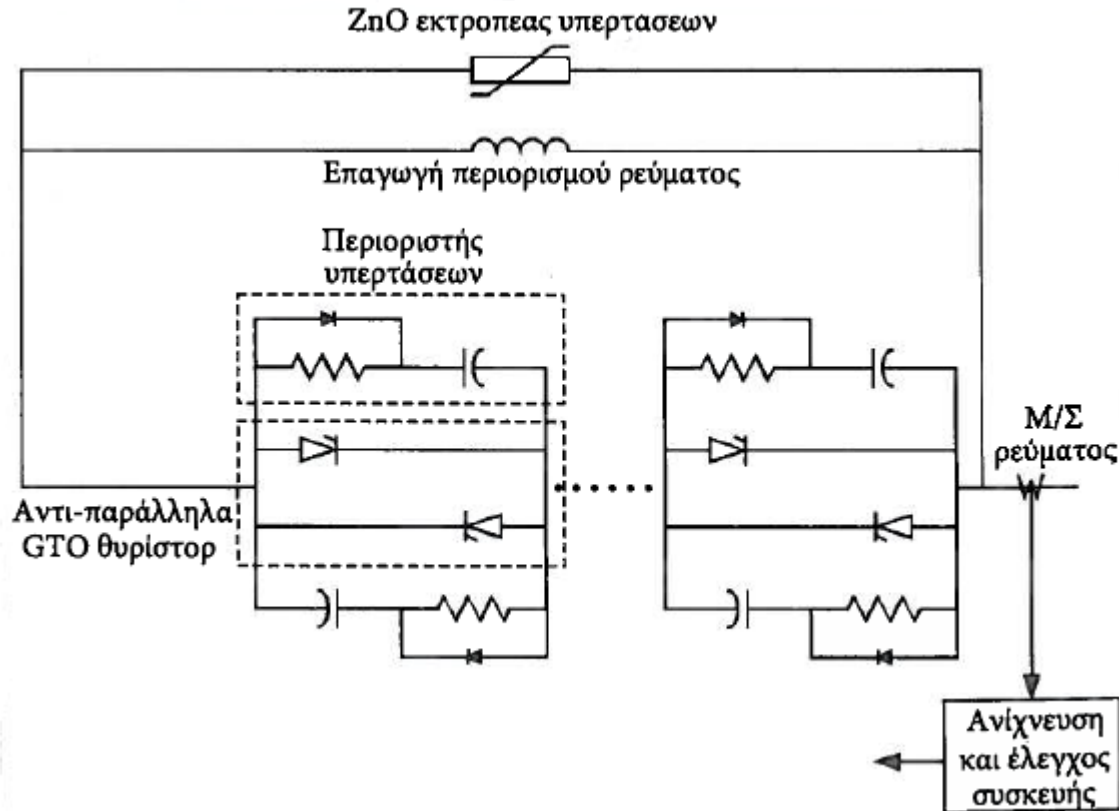 ZnO εκτροπεας υπερτασεων
Επαγωγή περιορισμού ρεύματος
Περιοριστής
υπερτάσεων
Μ/Σ
ρεύματος
Αντι-παράλληλα
GTO θυρίστορ
Ανίχνευση
και έλεγχος
συσκευής